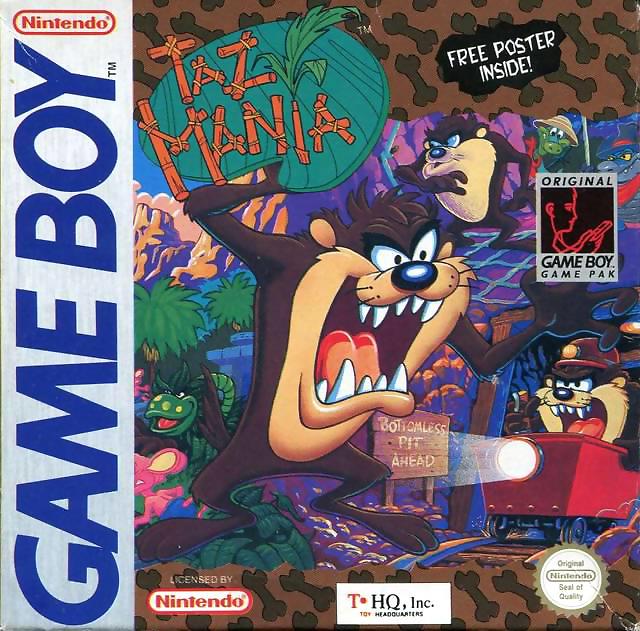 Nintendo
GAME BOY
TM
TAZ
MANIA
TM
FREE POSTER
INSIDE!
ORIGINAL
GAME BOY
GAME PAK
BOTTOMLESS
PIT
AHEAD
LICENSED BY
Nintendo
T•HQ, Inc.
TOY HEADQUARTERS
Original
Nintendo
Seal of
Quality